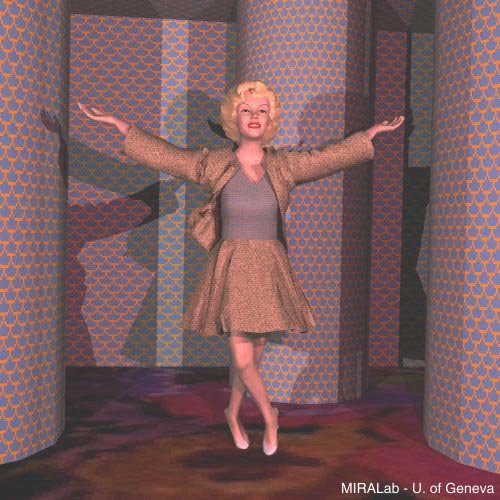 MIRALab - U. of Geneva